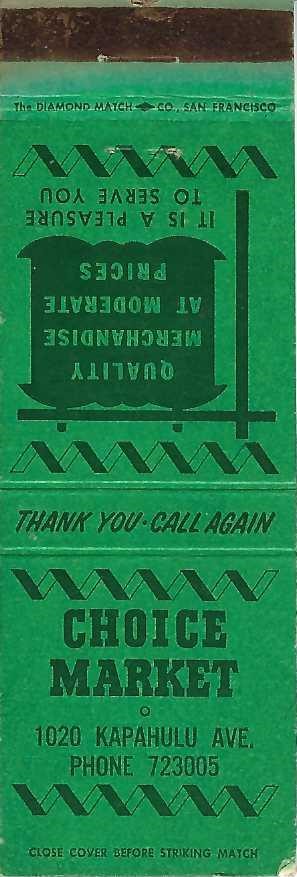 The DIAMOND MATCH CO. SAN FRANCISCO
QUALITY
MERCHANDISE
AT MODERATE
PRICES
IT IS A PLEASURE
TO SERVE YOU
THANK YOU · CALL AGAIN
CHOICE
MARKET
1020 KAPAHULU AVE.
PHONE 723005
CLOSE COVER BEFORE STRIKING MATCH